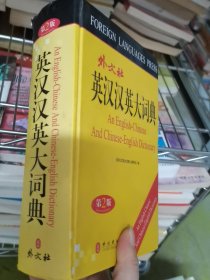 第2版
英汉汉英大词典
An English-Chinese And Chinese-English Dictionary
外文社
FOREIGN LANGUAGES PRESS
外文社
英汉汉英大词典
An English-Chinese
And Chinese-English Dictionary
第2版